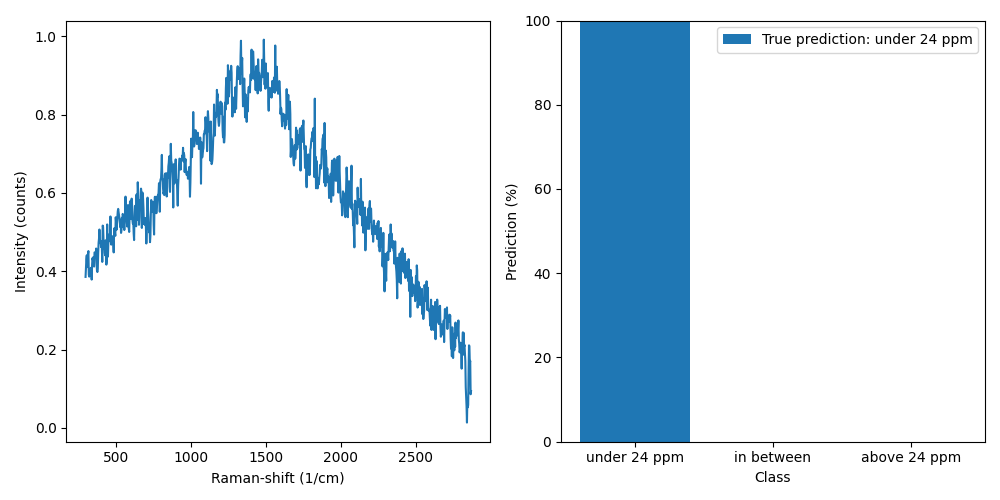 1.0
0.8
0.6
0.4
0.2
0.0
Intensity (counts)
500 1000 1500 2000 2500
Raman-shift (1/cm)
100
80
60
40
20
0
Prediction (%)
True prediction: under 24 ppm
under 24 ppm in between above 24 ppm
Class